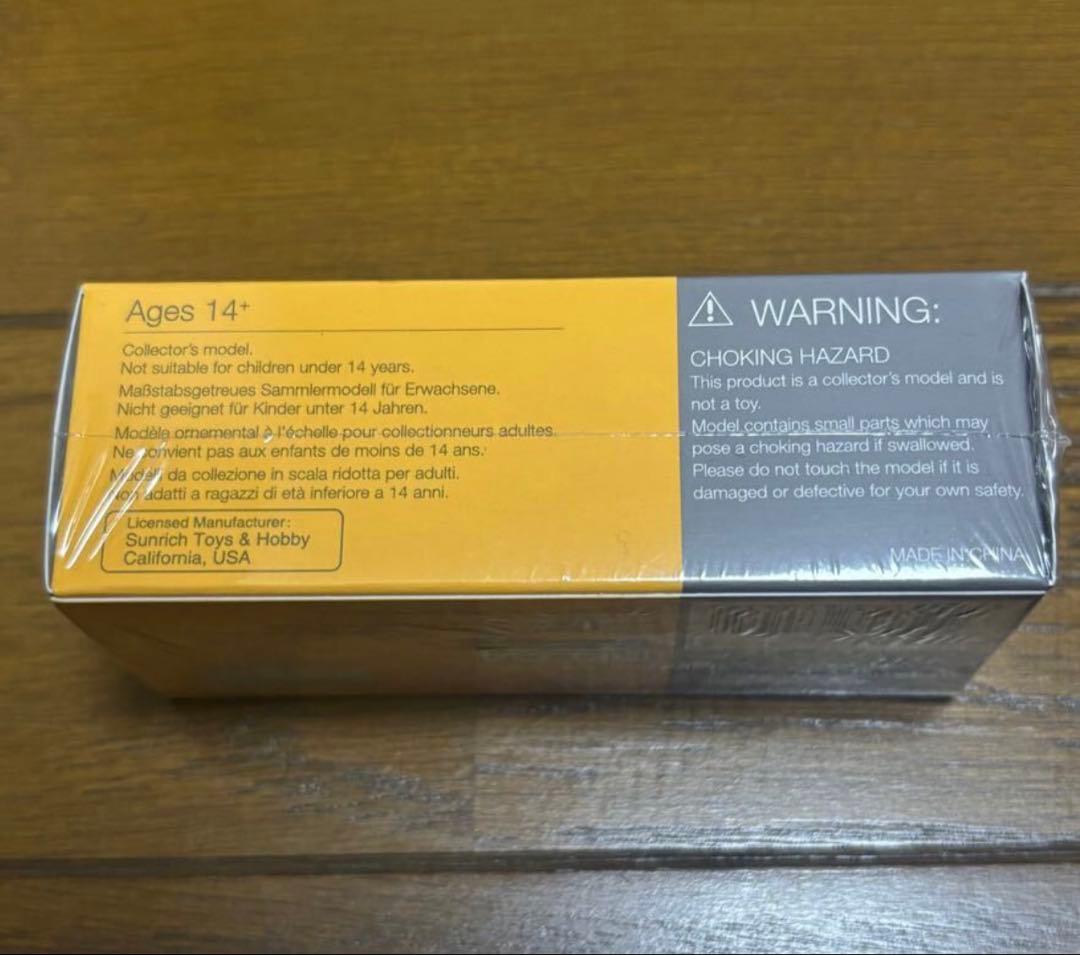 Ages 14+
Collector's model.
Not suitable for children under 14 years.
Maßstabsgetreues Sammlermodell für Erwachsene.
Nicht geeignet für Kinder unter 14 Jahren.
Modèle ornemental à l'échelle pour collectionneurs adultes.
Ne convient pas aux enfants de moins de 14 ans.
Modelli da collezione in scala ridotta per adulti.
Non adatti a ragazzi di età inferiore a 14 anni.
Licensed Manufacturer:
Sunrich Toys & Hobby
California, USA
WARNING:
CHOKING HAZARD
This product is a collector's model and is
not a toy.
Model contains small parts which may
pose a choking hazard if swallowed.
Please do not touch the model if it is
damaged or defective for your own safety.
MADE IN CHINA